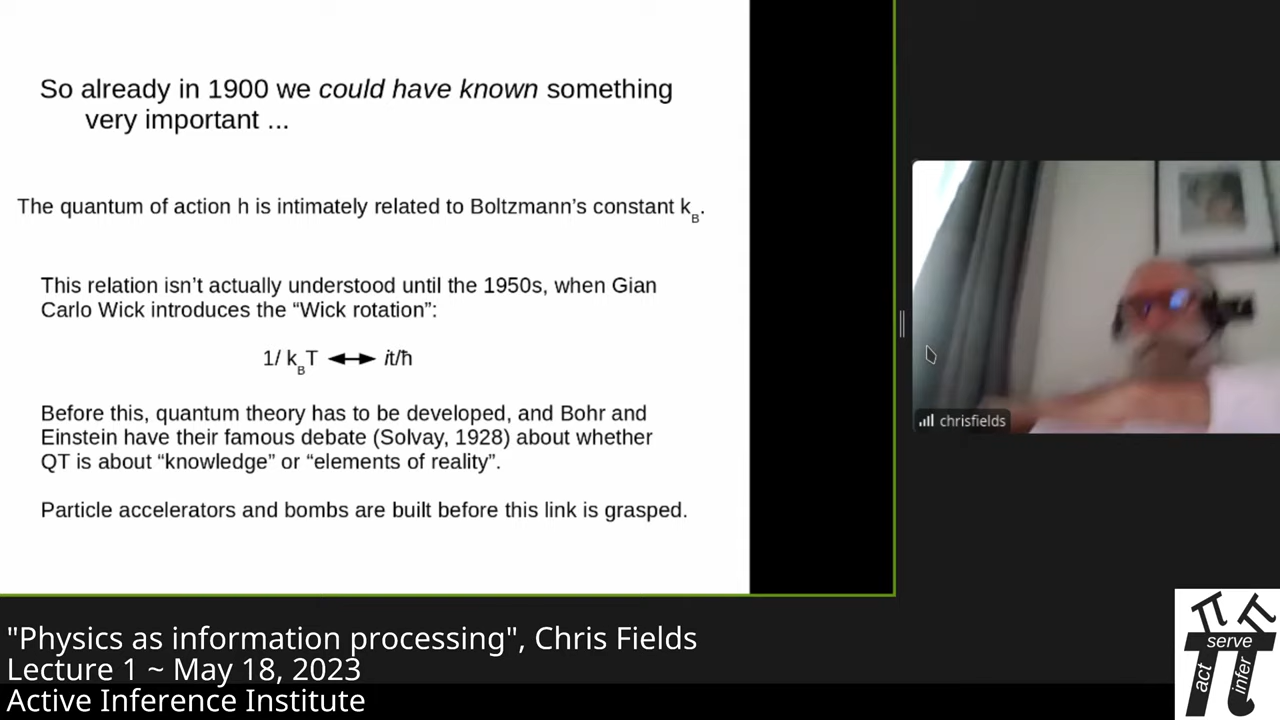 So already in 1900 we could have known something
very important ...
The quantum of action h is intimately related to Boltzmann's constant kB.
This relation isn't actually understood until the 1950s, when Gian
Carlo Wick introduces the “Wick rotation”:
1/ kBT ⟷ it/ħ
Before this, quantum theory has to be developed, and Bohr and
Einstein have their famous debate (Solvay, 1928) about whether
QT is about “knowledge” or “elements of reality”.
Particle accelerators and bombs are built before this link is grasped.
chrisfields
"Physics as information processing", Chris Fields
Lecture 1 ~ May 18, 2023
Active Inference Institute
serve
act
infer